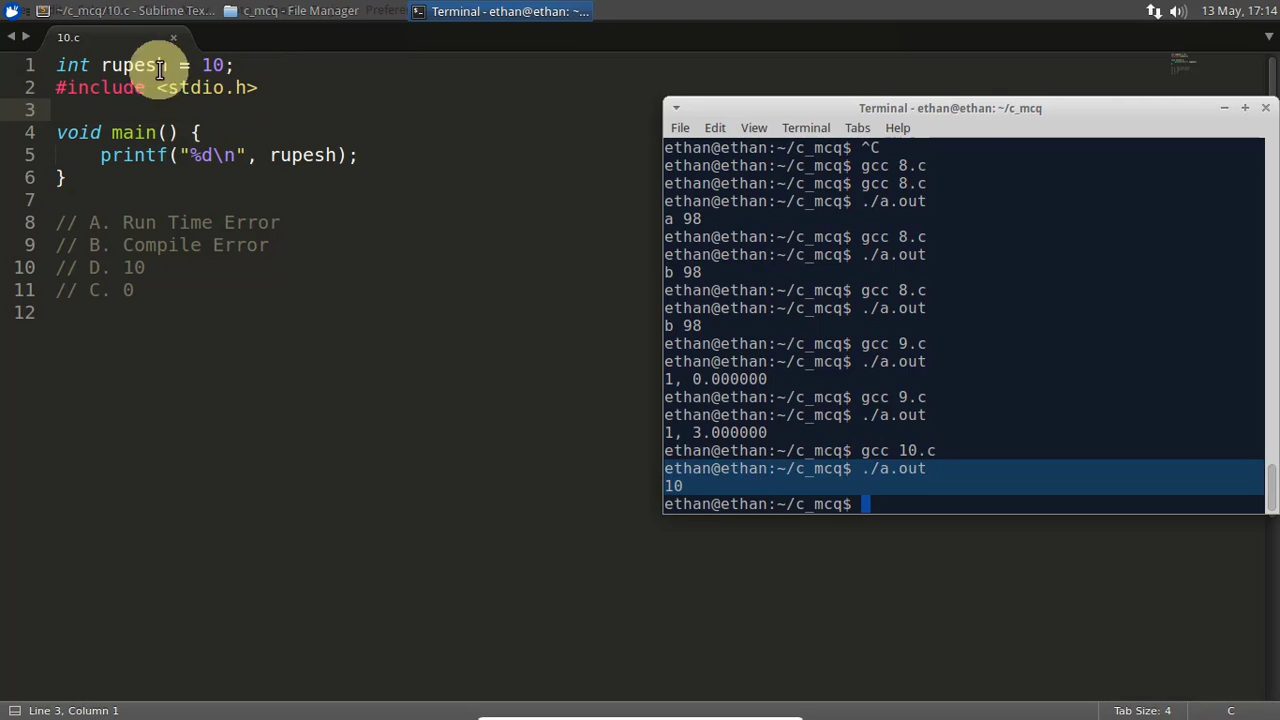 ~/c_mcq/10.c - Sublime Tex...
c_mcq - File Manager
Terminal - ethan@ethan: ~...
13 May, 17:14
10.c
1 int rupesh = 10;
2 #include <stdio.h>
3
4 void main() {
5 printf("%d\n", rupesh);
6 }
7
8 // A. Run Time Error
9 // B. Compile Error
10 // D. 10
11 // C. 0
12
Terminal - ethan@ethan: ~/c_mcq
File Edit View Terminal Tabs Help
ethan@ethan:~/c_mcq$ ^C
ethan@ethan:~/c_mcq$ gcc 8.c
ethan@ethan:~/c_mcq$ gcc 8.c
ethan@ethan:~/c_mcq$ ./a.out
a 98
ethan@ethan:~/c_mcq$ gcc 8.c
ethan@ethan:~/c_mcq$ ./a.out
b 98
ethan@ethan:~/c_mcq$ gcc 8.c
ethan@ethan:~/c_mcq$ ./a.out
b 98
ethan@ethan:~/c_mcq$ gcc 9.c
ethan@ethan:~/c_mcq$ ./a.out
1, 0.000000
ethan@ethan:~/c_mcq$ gcc 9.c
ethan@ethan:~/c_mcq$ ./a.out
1, 3.000000
ethan@ethan:~/c_mcq$ gcc 10.c
ethan@ethan:~/c_mcq$ ./a.out
10
ethan@ethan:~/c_mcq$
Line 3, Column 1
Tab Size: 4
C